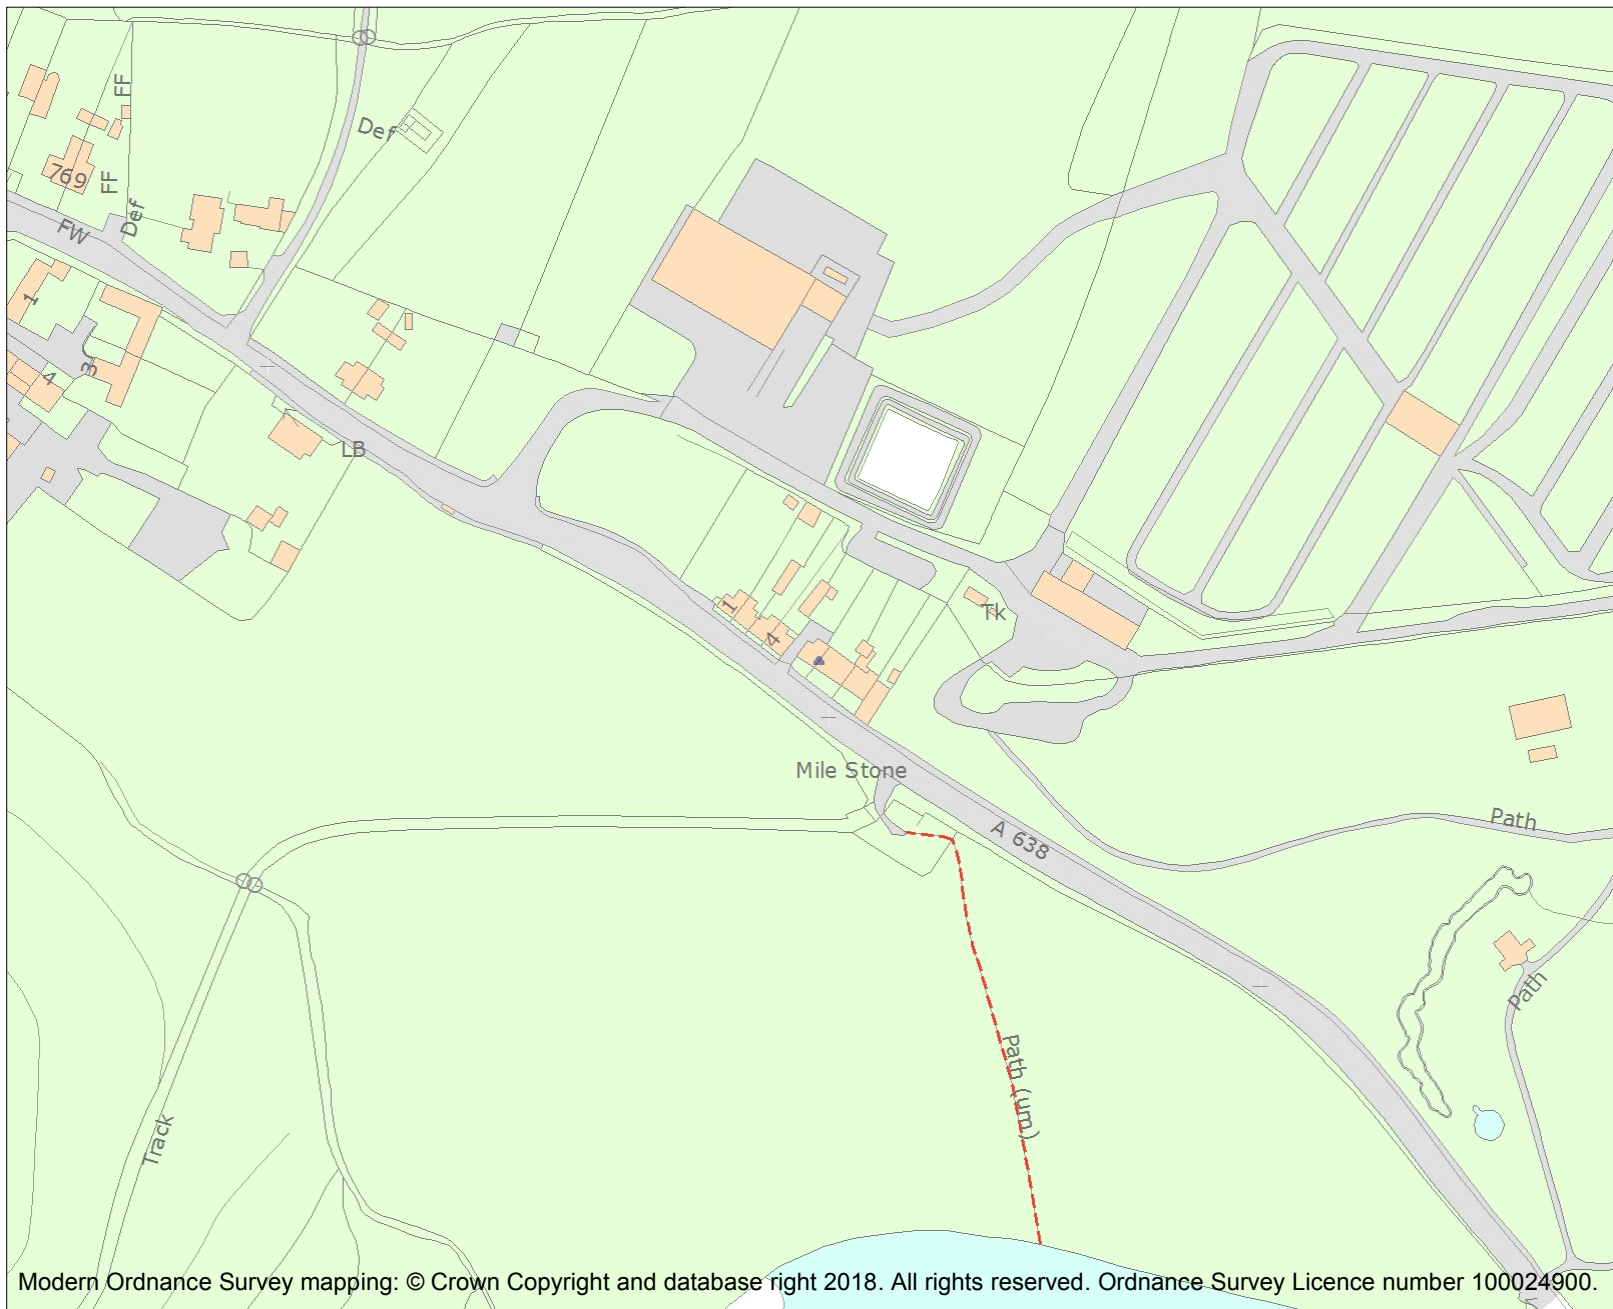 FF
Def
769
FF
Def
FW
1
3
4
LB
1
4
Tk
Mile Stone
A 638
Path
Path
Path (um)
Track
Modern Ordnance Survey mapping: © Crown Copyright and database right 2018. All rights reserved. Ordnance Survey Licence number 100024900.